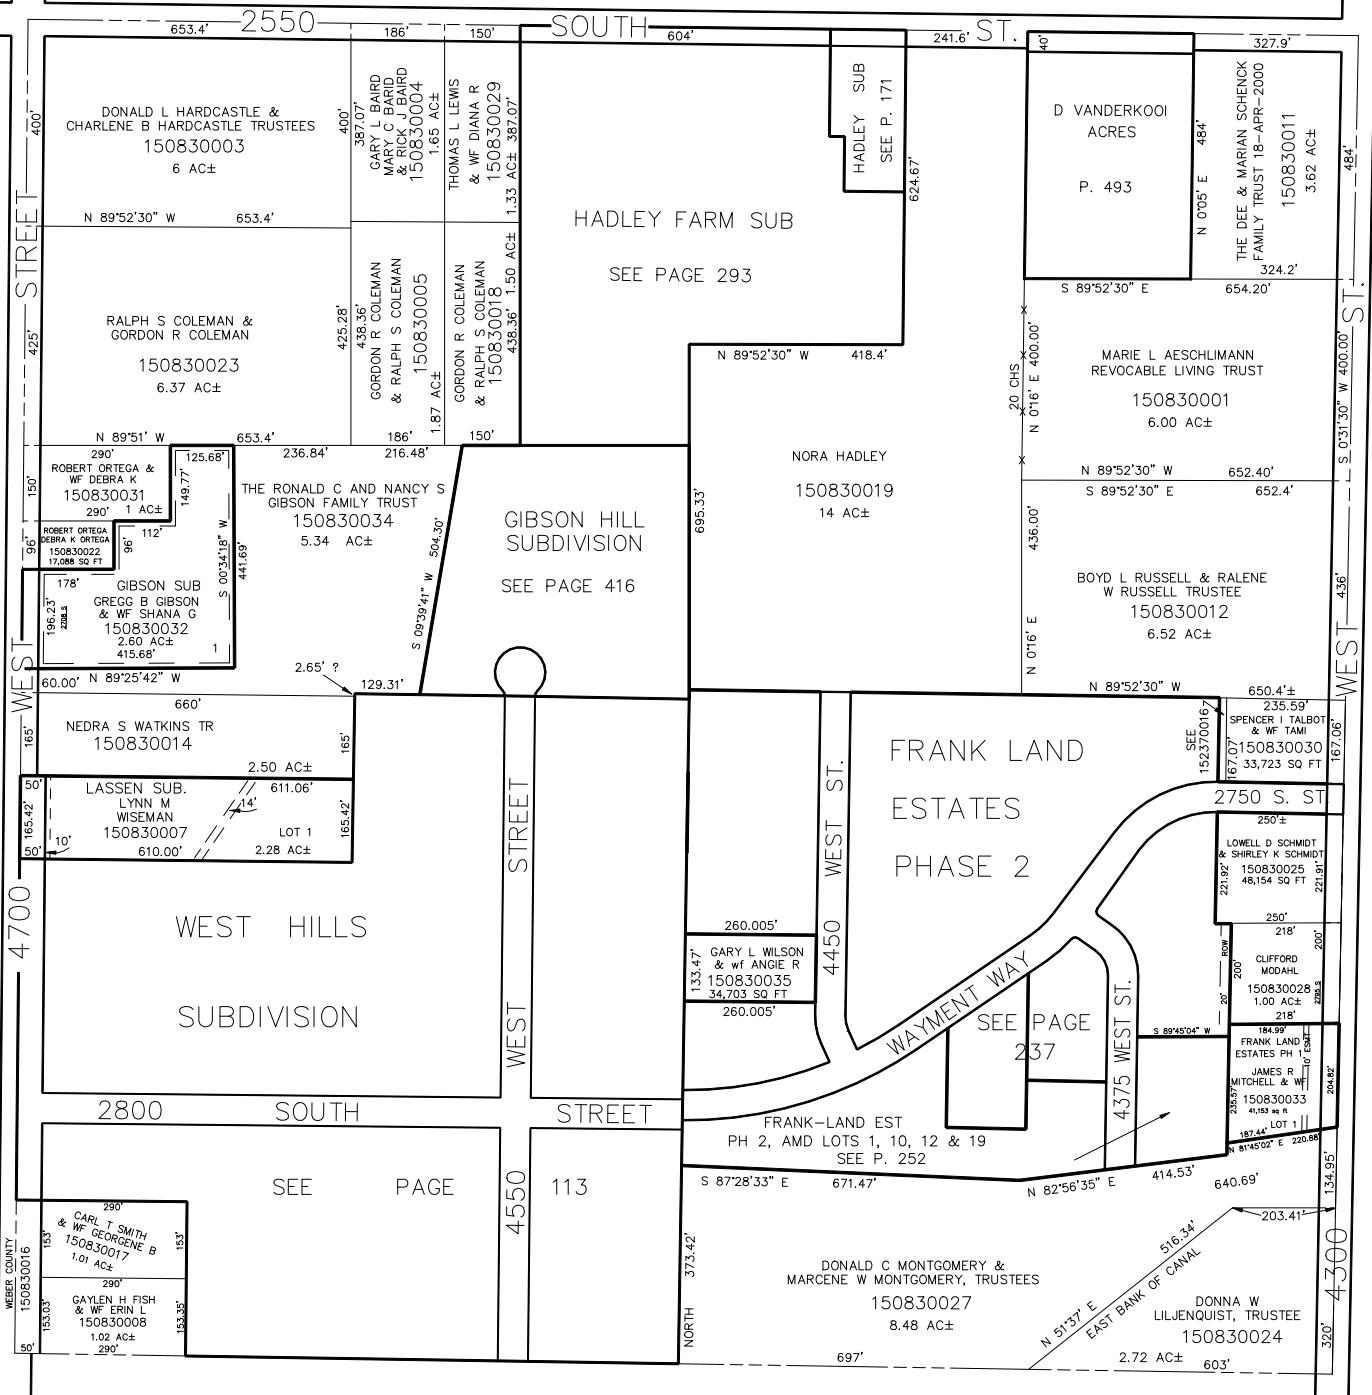 2550 SOUTH ST.
653.4'
186'
150'
604'
241.6'
40'
327.9'
400'
DONALD L HARDCASTLE &
CHARLENE B HARDCASTLE TRUSTEES
150830003
6 AC±
400'
387.07'
GARY L BAIRD
MARY C BARID
& RICK J BAIRD
150830004
1.65 AC±
THOMAS L LEWIS
& WF DIANA R
150830029
1.33 AC±
387.07'
HADLEY SUB
SEE P. 171
624.67'
D VANDERKOOI
ACRES
P. 493
N 0°05' E 484'
THE DEE & MARIAN SCHENCK
FAMILY TRUST 18-APR-2000
150830011
3.62 AC±
484'
324.2'
N 89°52'30" W 653.4'
HADLEY FARM SUB
SEE PAGE 293
S 89°52'30" E 654.20'
WEST STREET
425'
RALPH S COLEMAN &
GORDON R COLEMAN
150830023
6.37 AC±
425.28'
438.36'
GORDON R COLEMAN
& RALPH S COLEMAN
150830005
1.87 AC±
GORDON R COLEMAN
& RALPH S COLEMAN
150830018
1.50 AC±
438.36'
N 89°52'30" W 418.4'
20 CHS
N 0°16' E 400.00'
MARIE L AESCHLIMANN
REVOCABLE LIVING TRUST
150830001
6.00 AC±
S 0°31'30" W 400.00'
WEST ST.
N 89°51' W 653.4'
186'
150'
290'
125.68'
236.84'
216.48'
150'
ROBERT ORTEGA &
WF DEBRA K
150830031
1 AC±
290'
149.77'
112'
96'
ROBERT ORTEGA
DEBRA K ORTEGA
150830022
17,088 SQ FT
96'
178'
THE RONALD C AND NANCY S
GIBSON FAMILY TRUST
150830034
5.34 AC±
S 00°34'18" W
441.69'
S 09°39'41" W 504.30'
GIBSON HILL
SUBDIVISION
SEE PAGE 416
695.33'
NORA HADLEY
150830019
14 AC±
N 89°52'30" W 652.40'
S 89°52'30" E 652.4'
N 0°16' E 436.00'
BOYD L RUSSELL & RALENE
W RUSSELL TRUSTEE
150830012
6.52 AC±
436'
GIBSON SUB
GREGG B GIBSON
& WF SHANA G
150830032
2.60 AC±
415.68'
1
196.23'
2708 S
60.00'
N 89°25'42" W
2.65' ?
129.31'
N 89°52'30" W 650.4'±
660'
NEDRA S WATKINS TR
150830014
2.50 AC±
165'
165'
SEE
152370016
235.59'
SPENCER I TALBOT
& WF TAMI
150830030
33,723 SQ FT
167.07'
167.06'
50'
LASSEN SUB.
LYNN M
WISEMAN
150830007
611.06'
14'
LOT 1
2.28 AC±
610.00'
165.42'
165.42'
10'
50'
FRANK LAND
ESTATES
PHASE 2
2750 S. ST
250'±
LOWELL D SCHMIDT
& SHIRLEY K SCHMIDT
150830025
48,154 SQ FT
221.92'
221.91'
250'
4700
WEST HILLS
SUBDIVISION
4550 WEST STREET
4450 WEST ST.
260.005'
GARY L WILSON
& wf ANGIE R
150830035
34,703 SQ FT
133.47'
260.005'
WAYMENT WAY
SEE PAGE
237
4375 WEST ST.
218'
CLIFFORD
MODAHL
150830028
1.00 AC±
200'
200'
2785 S
ROW
20'
218'
S 89°45'04" W
184.99'
FRANK LAND
ESTATES PH 1
JAMES R
MITCHELL & WF
150830033
41,153 sq ft
LOT 1
10' ESMT
235.57'
204.82'
187.44'
N 81°45'02" E 220.88'
2800 SOUTH STREET
FRANK-LAND EST
PH 2, AMD LOTS 1, 10, 12 & 19
SEE P. 252
S 87°28'33" E 671.47'
N 82°56'35" E 414.53'
640.69'
134.95'
203.41'
SEE PAGE 113
290'
CARL T SMITH
& WF GEORGENE B
150830017
1.01 AC±
153'
153'
290'
GAYLEN H FISH
& WF ERIN L
150830008
1.02 AC±
153.03'
153.35'
290'
50'
WEBER COUNTY
150830016
NORTH 373.42'
DONALD C MONTGOMERY &
MARCENE W MONTGOMERY, TRUSTEES
150830027
8.48 AC±
697'
N 51°37' E 516.34'
EAST BANK OF CANAL
DONNA W
LILJENQUIST, TRUSTEE
150830024
2.72 AC±
603'
320'
4300